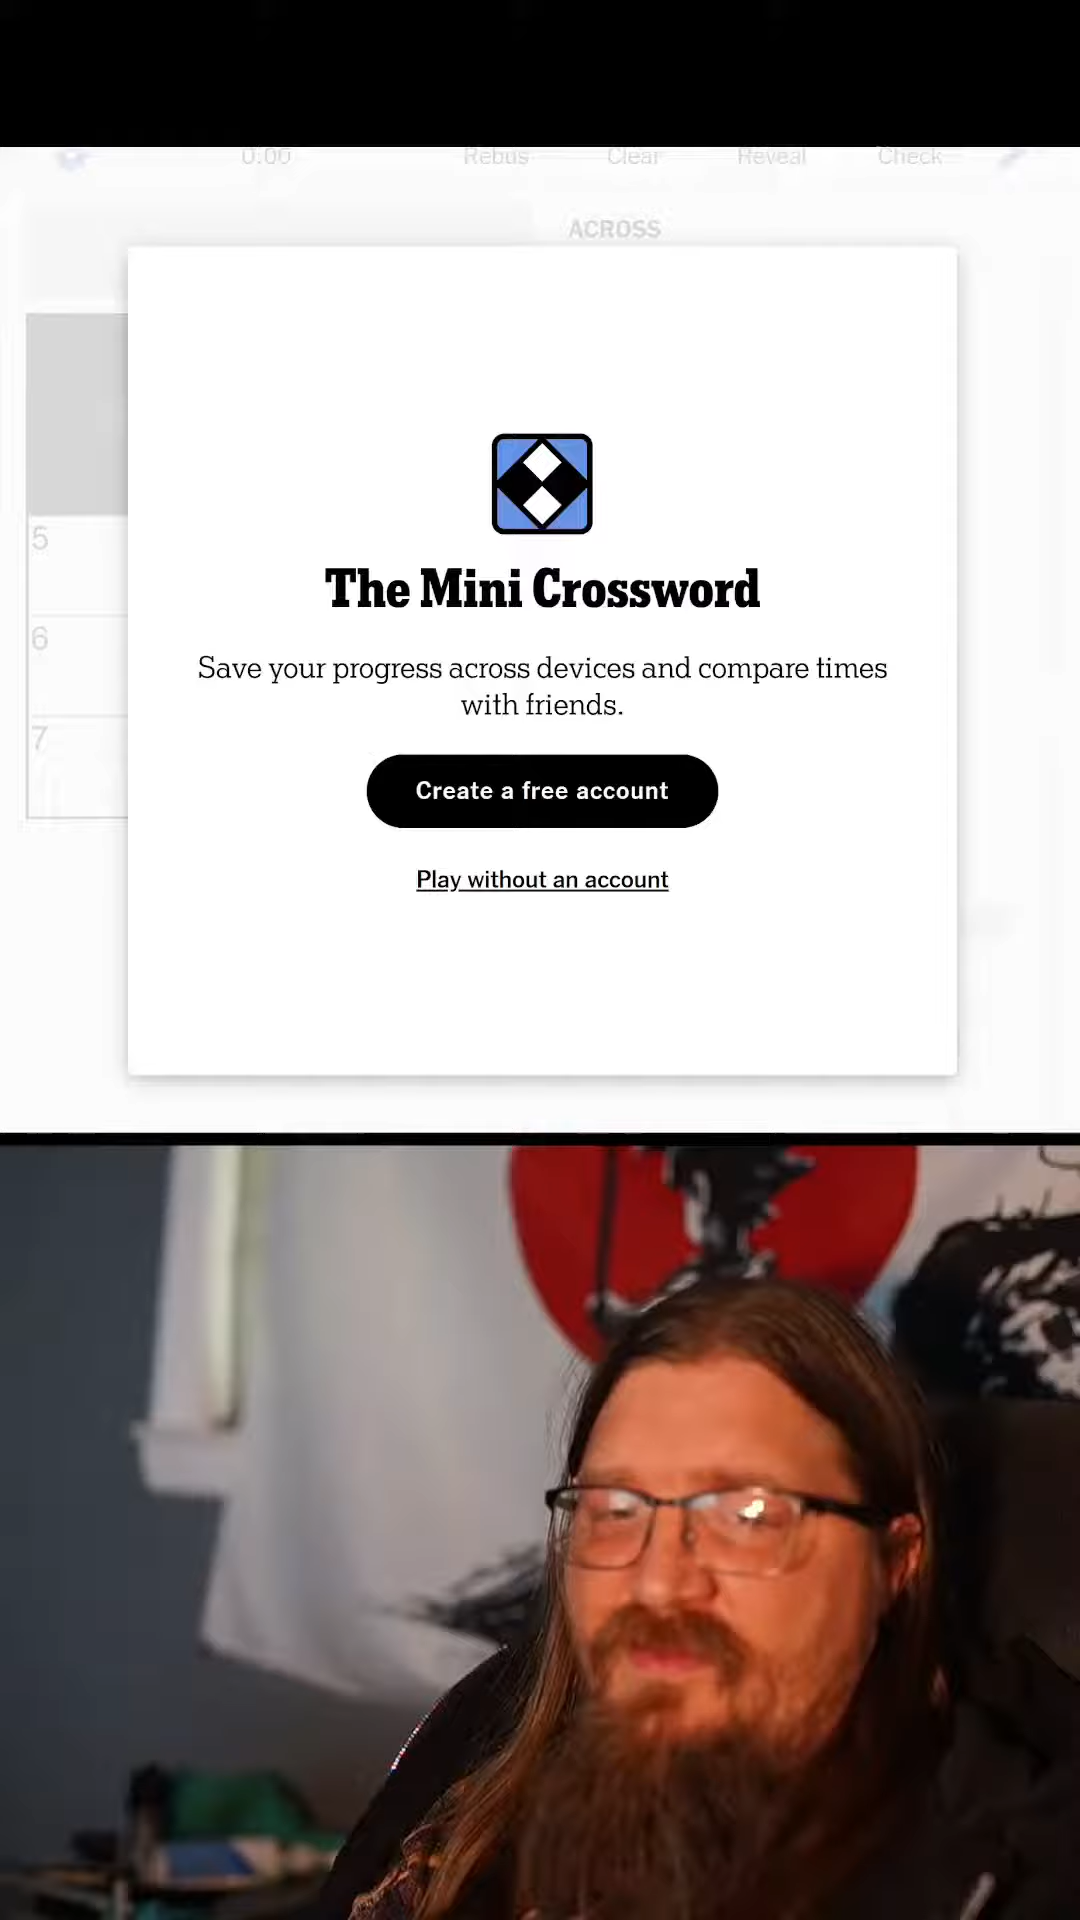 0:00 Rebus Clear Reveal Check
ACROSS
5
6
7
The Mini Crossword
Save your progress across devices and compare times
with friends.
Create a free account
Play without an account